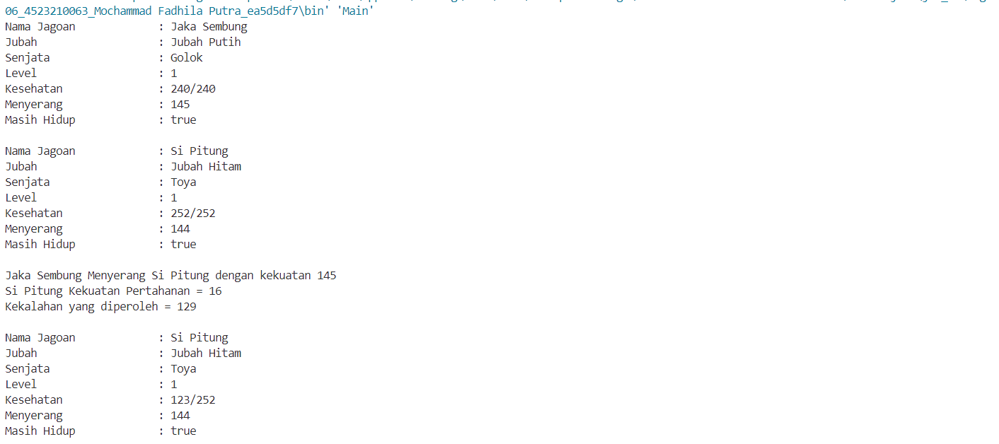 06_4523210063_Mochammad Fadhila Putra_ea5d5df7\bin' 'Main'
Nama Jagoan : Jaka Sembung
Jubah : Jubah Putih
Senjata : Golok
Level : 1
Kesehatan : 240/240
Menyerang : 145
Masih Hidup : true
Nama Jagoan : Si Pitung
Jubah : Jubah Hitam
Senjata : Toya
Level : 1
Kesehatan : 252/252
Menyerang : 144
Masih Hidup : true
Jaka Sembung Menyerang Si Pitung dengan kekuatan 145
Si Pitung Kekuatan Pertahanan = 16
Kekalahan yang diperoleh = 129
Nama Jagoan : Si Pitung
Jubah : Jubah Hitam
Senjata : Toya
Level : 1
Kesehatan : 123/252
Menyerang : 144
Masih Hidup : true